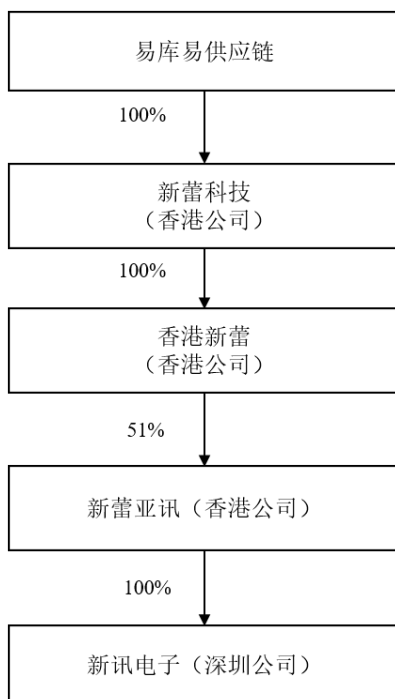 易库易供应链
100%
新蕾科技
（香港公司）
100%
香港新蕾
（香港公司）
51%
新蕾亚讯（香港公司）
100%
新讯电子（深圳公司）